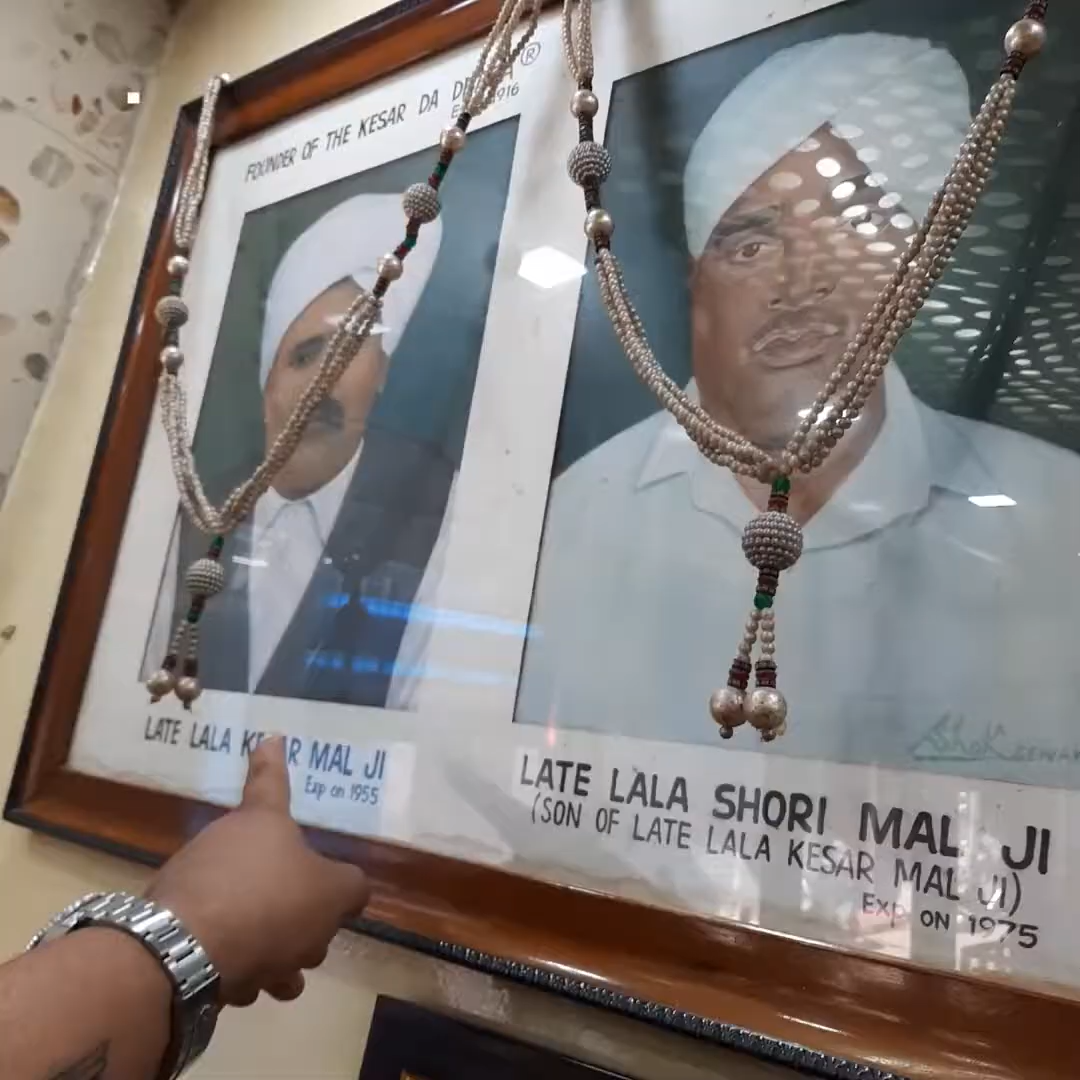 FOUNDER OF THE KESAR DA
LATE LALA MAL JI
Exp on 1955
LATE LALA SHORI MAL JI
(SON OF LATE LALA KESAR MAL JI)
Exp ON 1975
Ashok